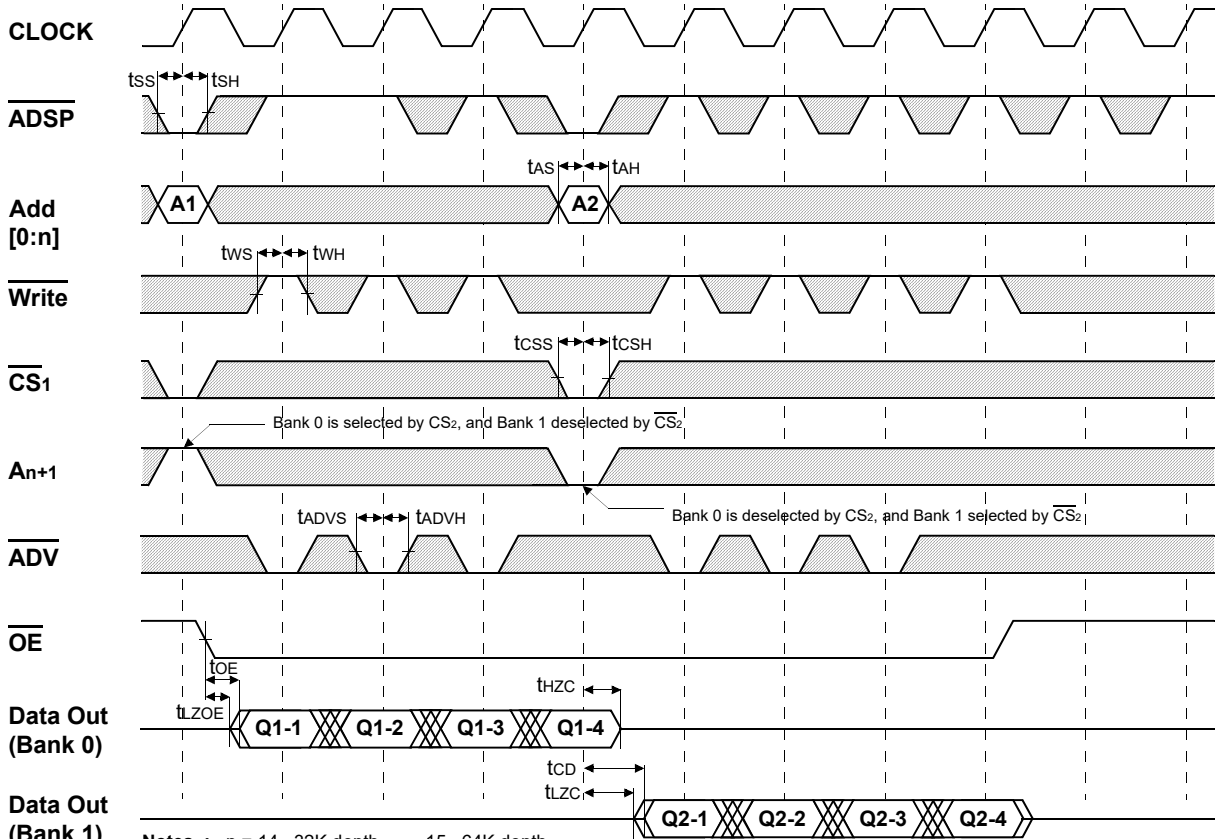 CLOCK
tSS tSH
ADSP
tAS tAH
Add
[0:n]
A1 A2
tWS tWH
Write
tCSS tCSH
CS1
Bank 0 is selected by CS2, and Bank 1 deselected by CS2
An+1
Bank 0 is deselected by CS2, and Bank 1 selected by CS2
tADVS tADVH
ADV
OE
tOE
tHZC
tLZOE
Data Out
(Bank 0)
Q1-1 Q1-2 Q1-3 Q1-4
tCD
tLZC
Data Out
(Bank 1)
Q2-1 Q2-2 Q2-3 Q2-4